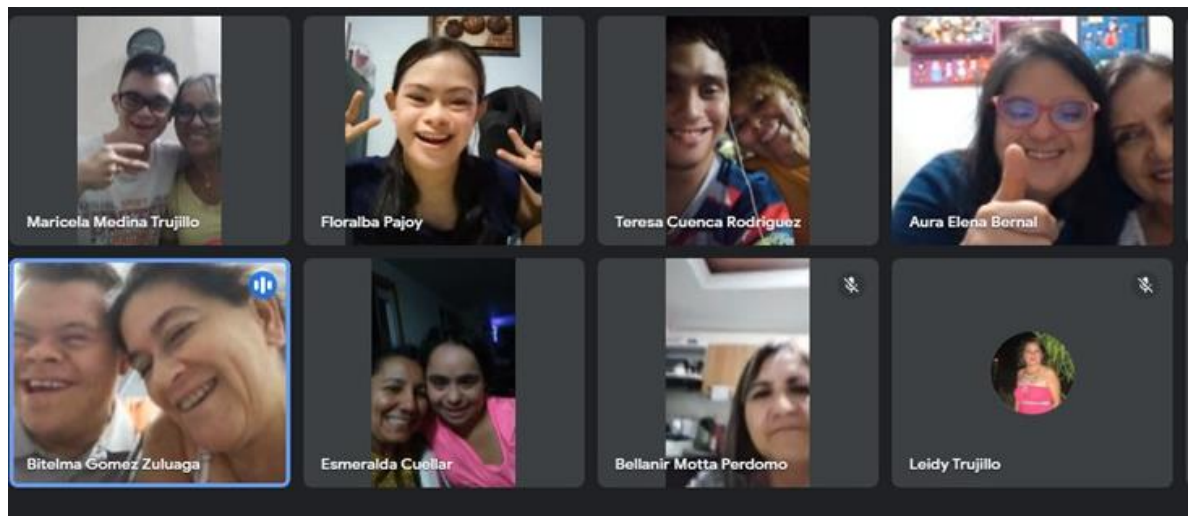 Maricela Medina Trujillo
Floralba Pajoy
Teresa Cuenca Rodriguez
Aura Elena Bernal
Bitelma Gomez Zuluaga
Esmeralda Cuellar
Bellanir Motta Perdomo
Leidy Trujillo